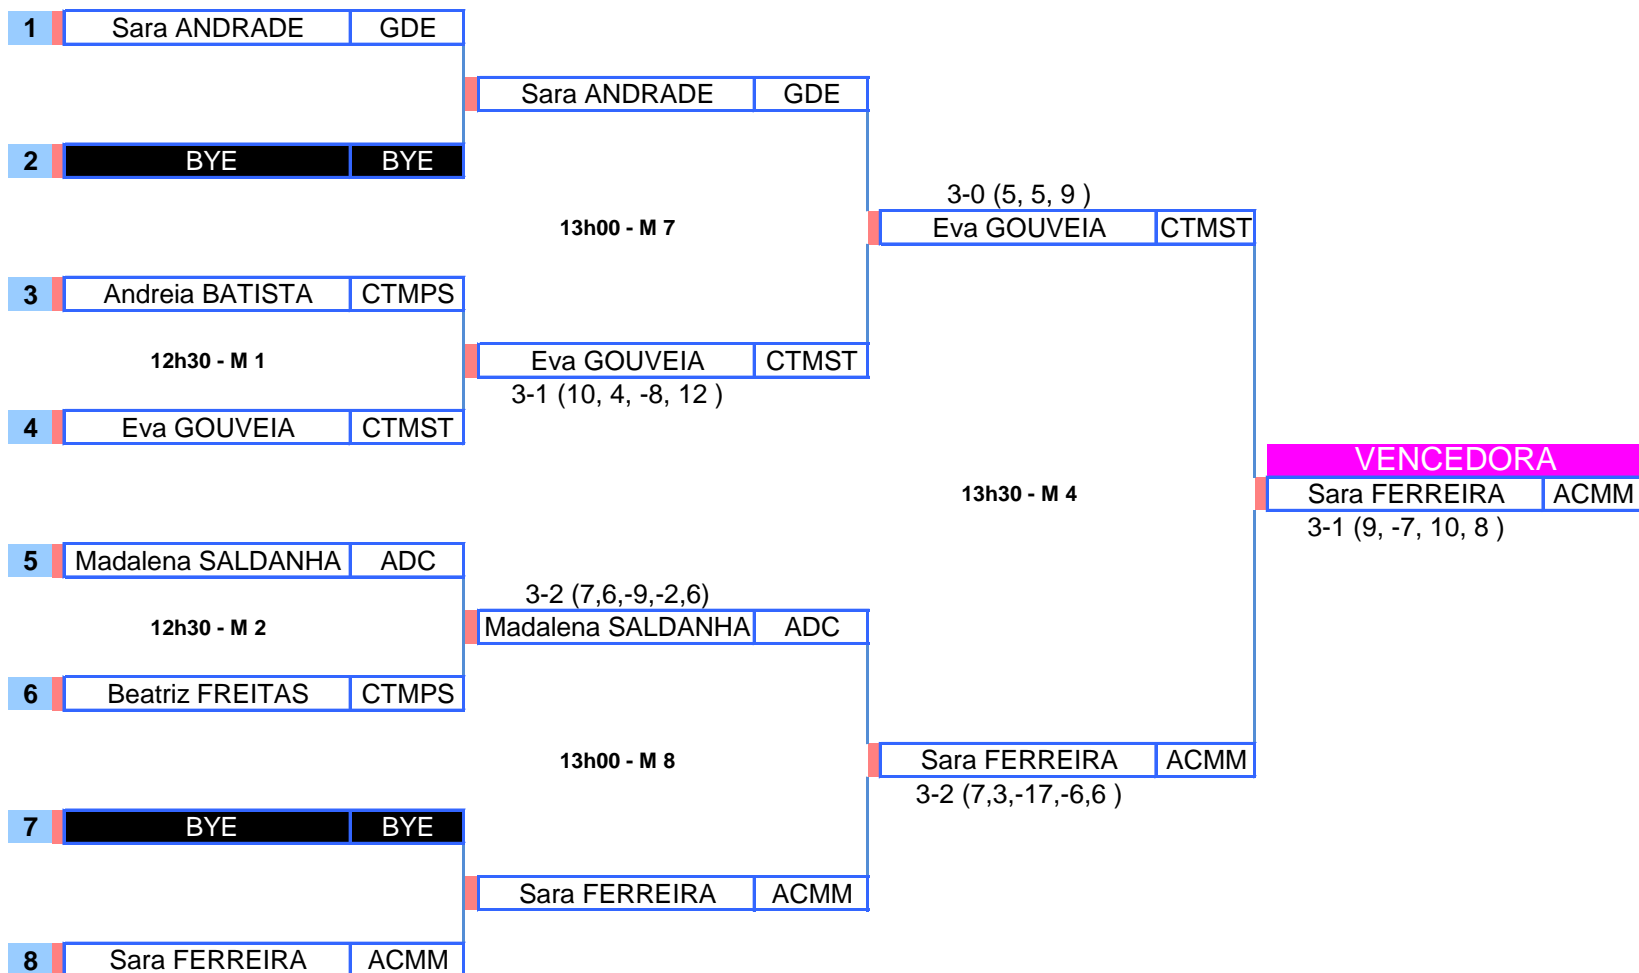 1 Sara ANDRADE GDE
Sara ANDRADE GDE
2 BYE BYE
3-0 (5, 5, 9 )
13h00 - M 7
Eva GOUVEIA CTMST
3 Andreia BATISTA CTMPS
12h30 - M 1
Eva GOUVEIA CTMST
3-1 (10, 4, -8, 12 )
4 Eva GOUVEIA CTMST
VENCEDORA
13h30 - M 4
Sara FERREIRA ACMM
3-1 (9, -7, 10, 8 )
5 Madalena SALDANHA ADC
3-2 (7,6,-9,-2,6)
12h30 - M 2
Madalena SALDANHA ADC
6 Beatriz FREITAS CTMPS
13h00 - M 8
Sara FERREIRA ACMM
3-2 (7,3,-17,-6,6 )
7 BYE BYE
Sara FERREIRA ACMM
8 Sara FERREIRA ACMM